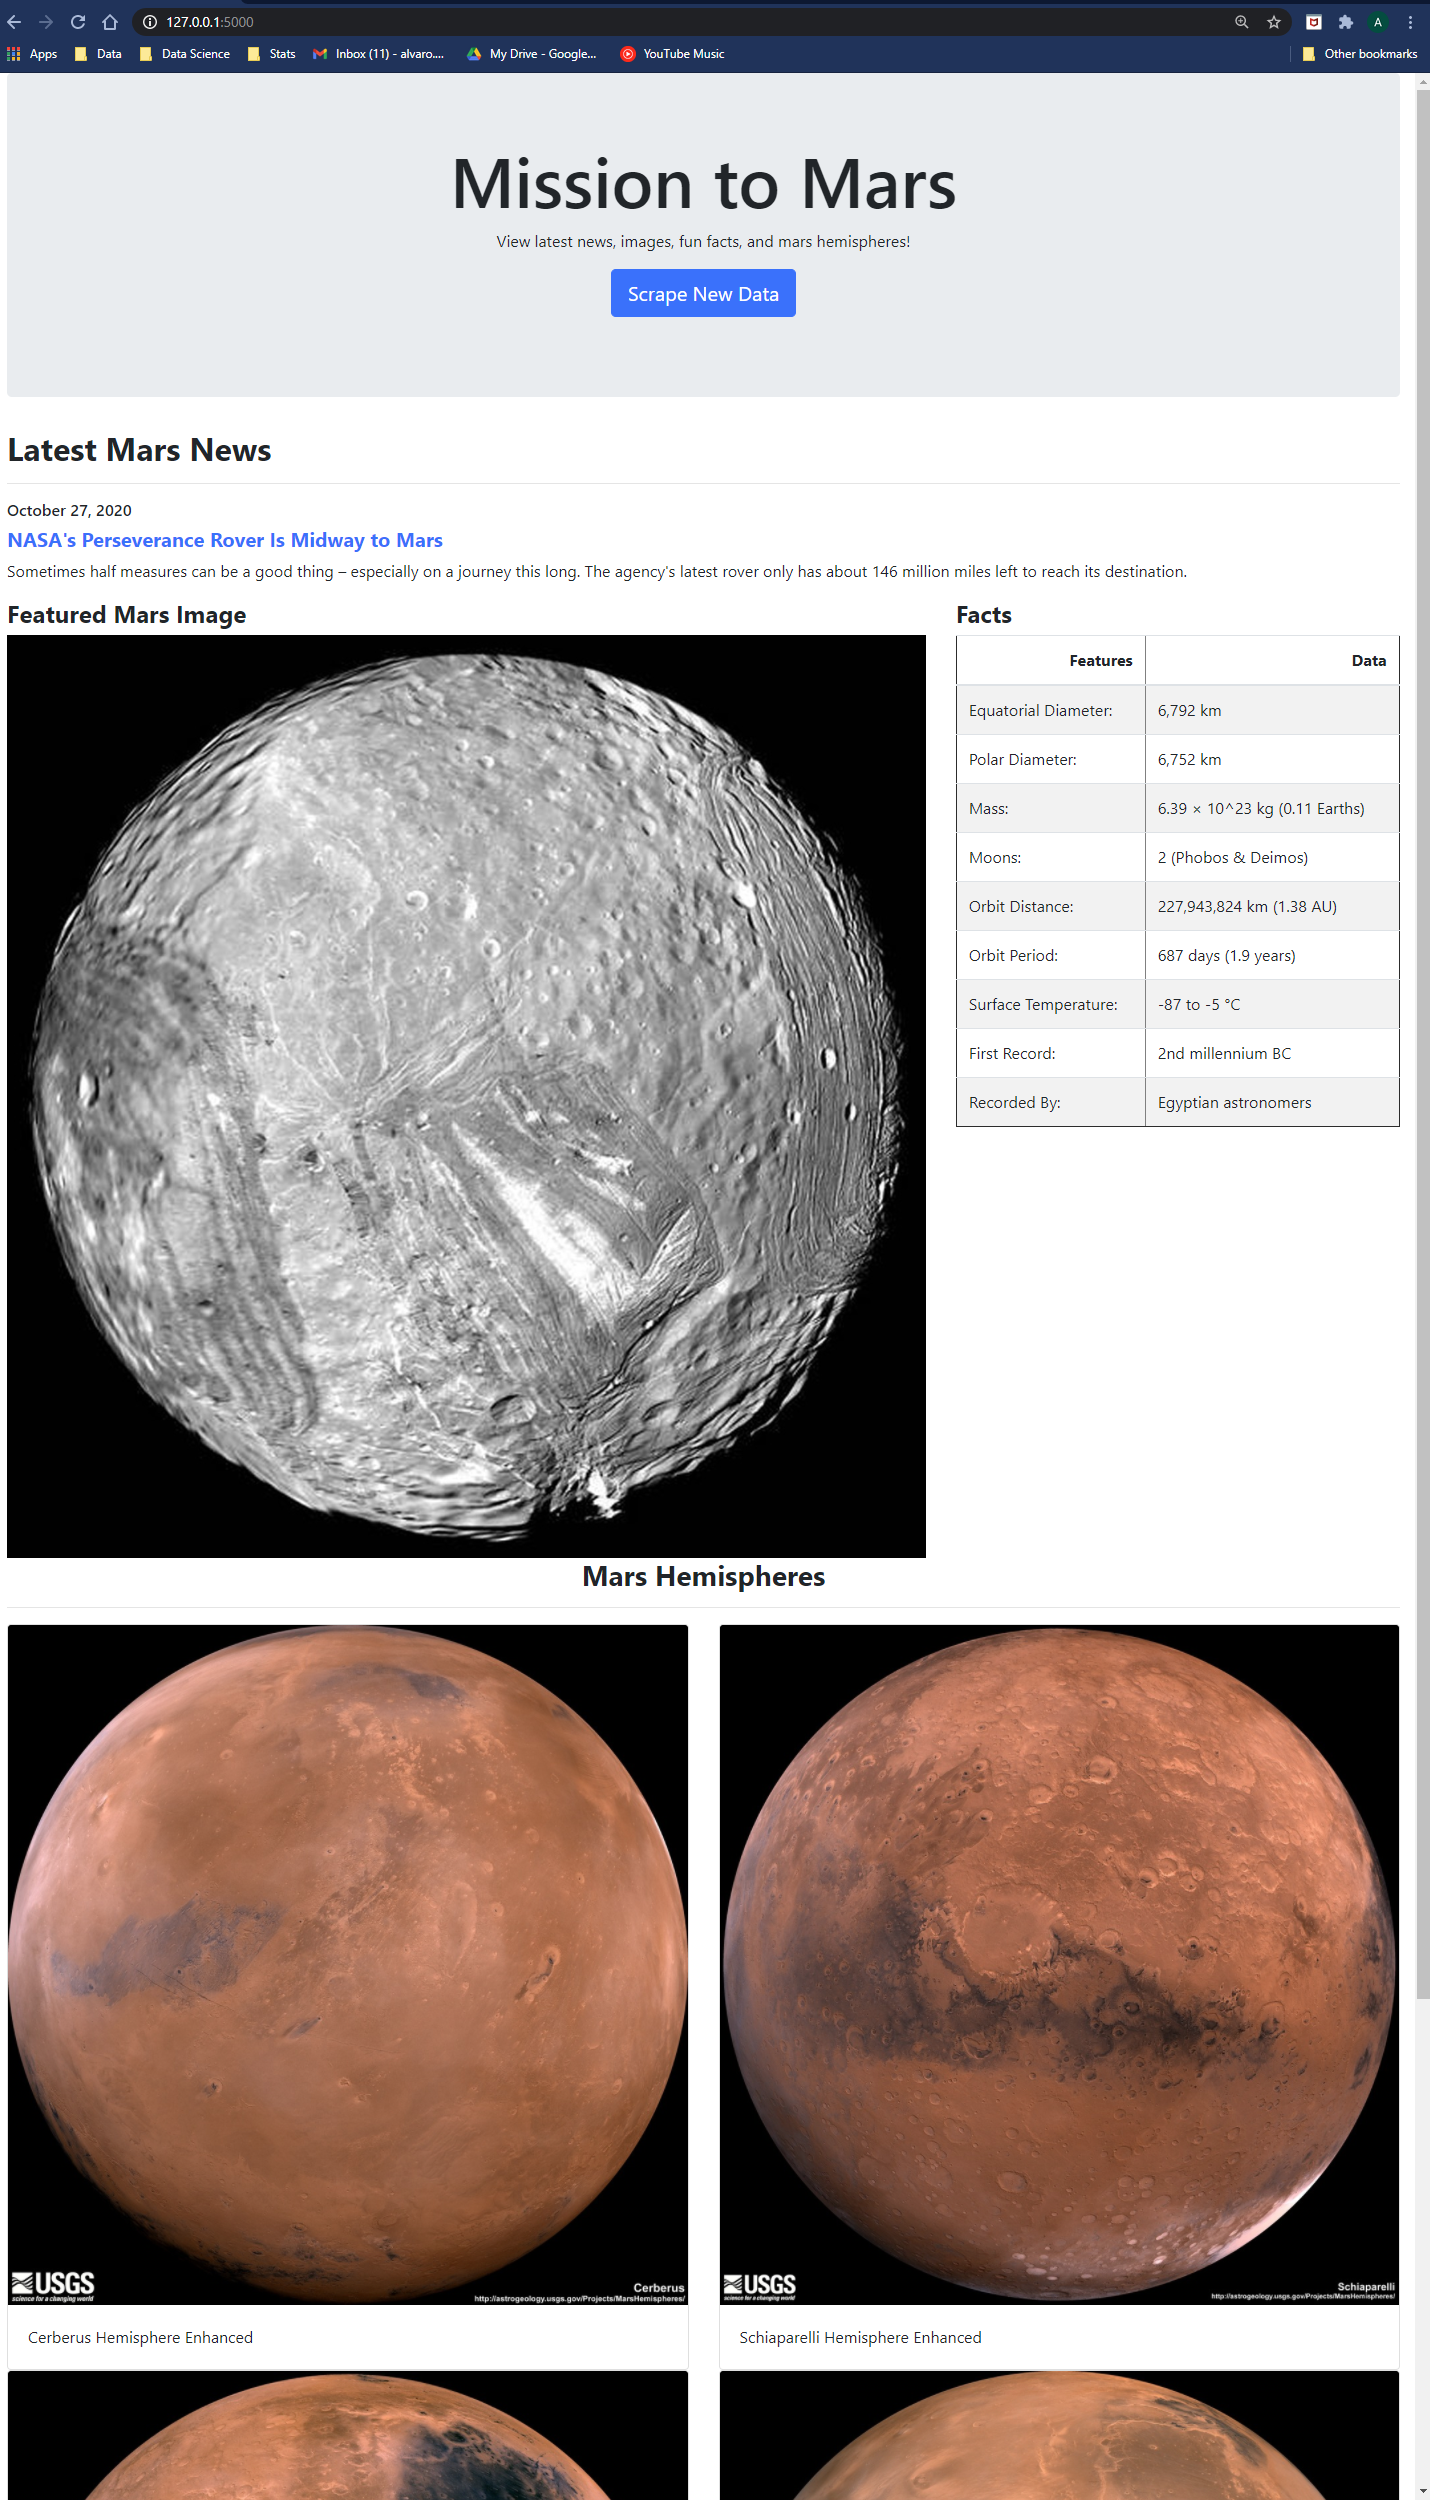 127.0.0.1:5000
A
Apps Data Data Science Stats Inbox (11) - alvaro.... My Drive - Google... YouTube Music Other bookmarks
Mission to Mars
View latest news, images, fun facts, and mars hemispheres!
Scrape New Data
Latest Mars News
October 27, 2020
NASA's Perseverance Rover Is Midway to Mars
Sometimes half measures can be a good thing – especially on a journey this long. The agency's latest rover only has about 146 million miles left to reach its destination.
Featured Mars Image
Facts
Features Data
Equatorial Diameter: 6,792 km
Polar Diameter: 6,752 km
Mass: 6.39 × 10^23 kg (0.11 Earths)
Moons: 2 (Phobos & Deimos)
Orbit Distance: 227,943,824 km (1.38 AU)
Orbit Period: 687 days (1.9 years)
Surface Temperature: -87 to -5 °C
First Record: 2nd millennium BC
Recorded By: Egyptian astronomers
Mars Hemispheres
USGS
science for a changing world
Cerberus
http://astrogeology.usgs.gov/Projects/MarsHemispheres/
USGS
science for a changing world
Schiaparelli
http://astrogeology.usgs.gov/Projects/MarsHemispheres/
Cerberus Hemisphere Enhanced
Schiaparelli Hemisphere Enhanced